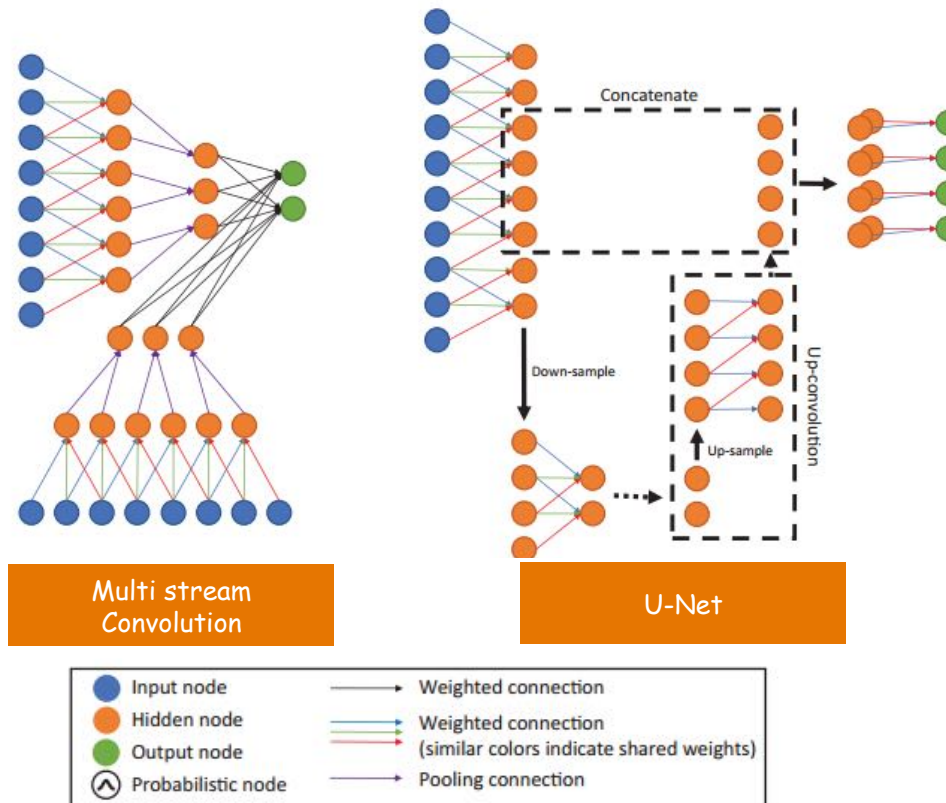 Concatenate
Down-sample
Up-sample
Up-convolution
Multi stream
Convolution
U-Net
Input node
Hidden node
Output node
Probabilistic node
Weighted connection
Weighted connection
(similar colors indicate shared weights)
Pooling connection